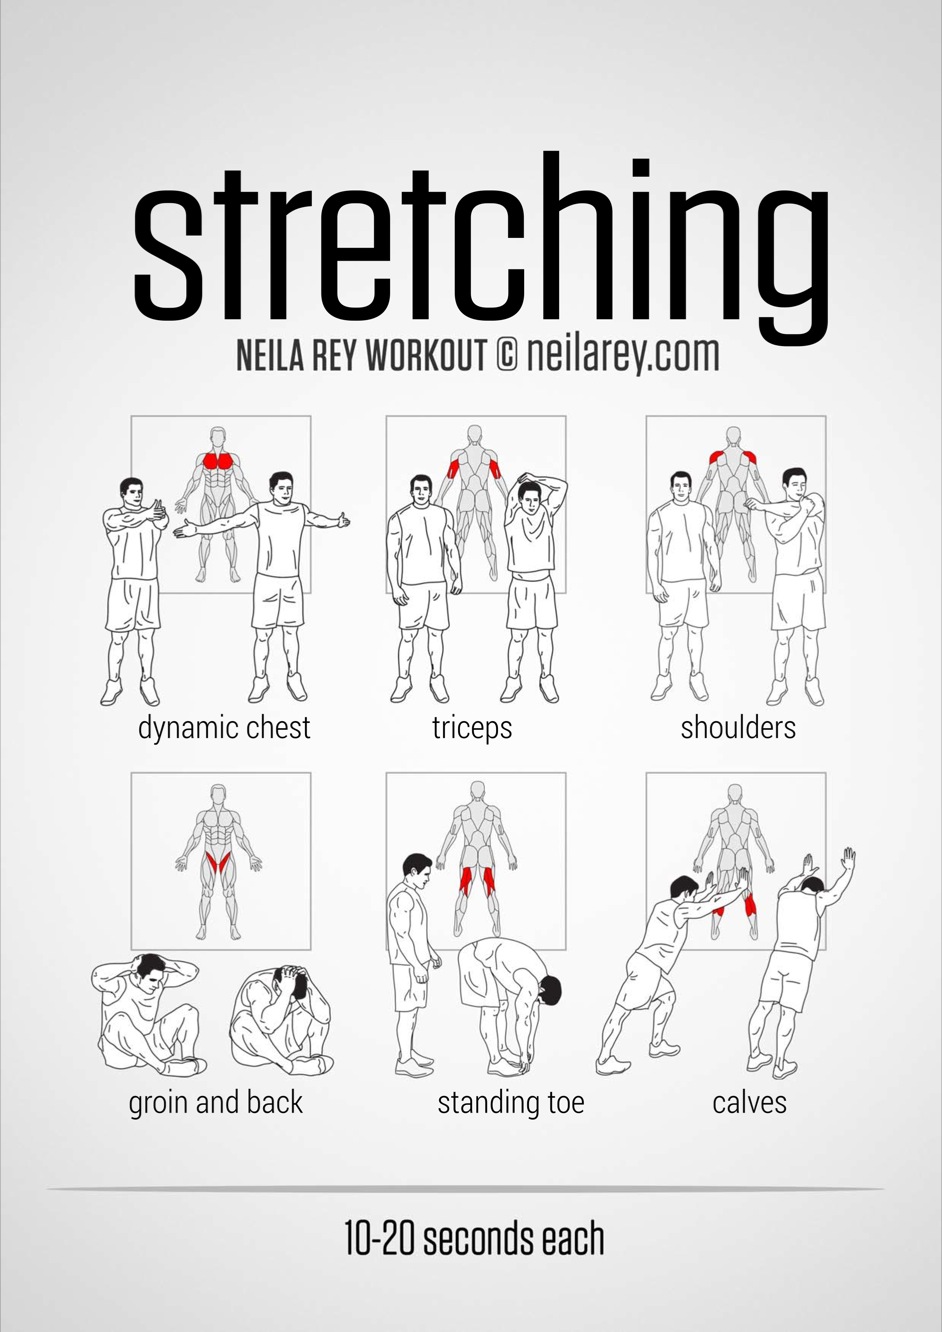 stretching
NEILA REY WORKOUT © neilarey.com
dynamic chest
triceps
shoulders
groin and back
standing toe
calves
10-20 seconds each